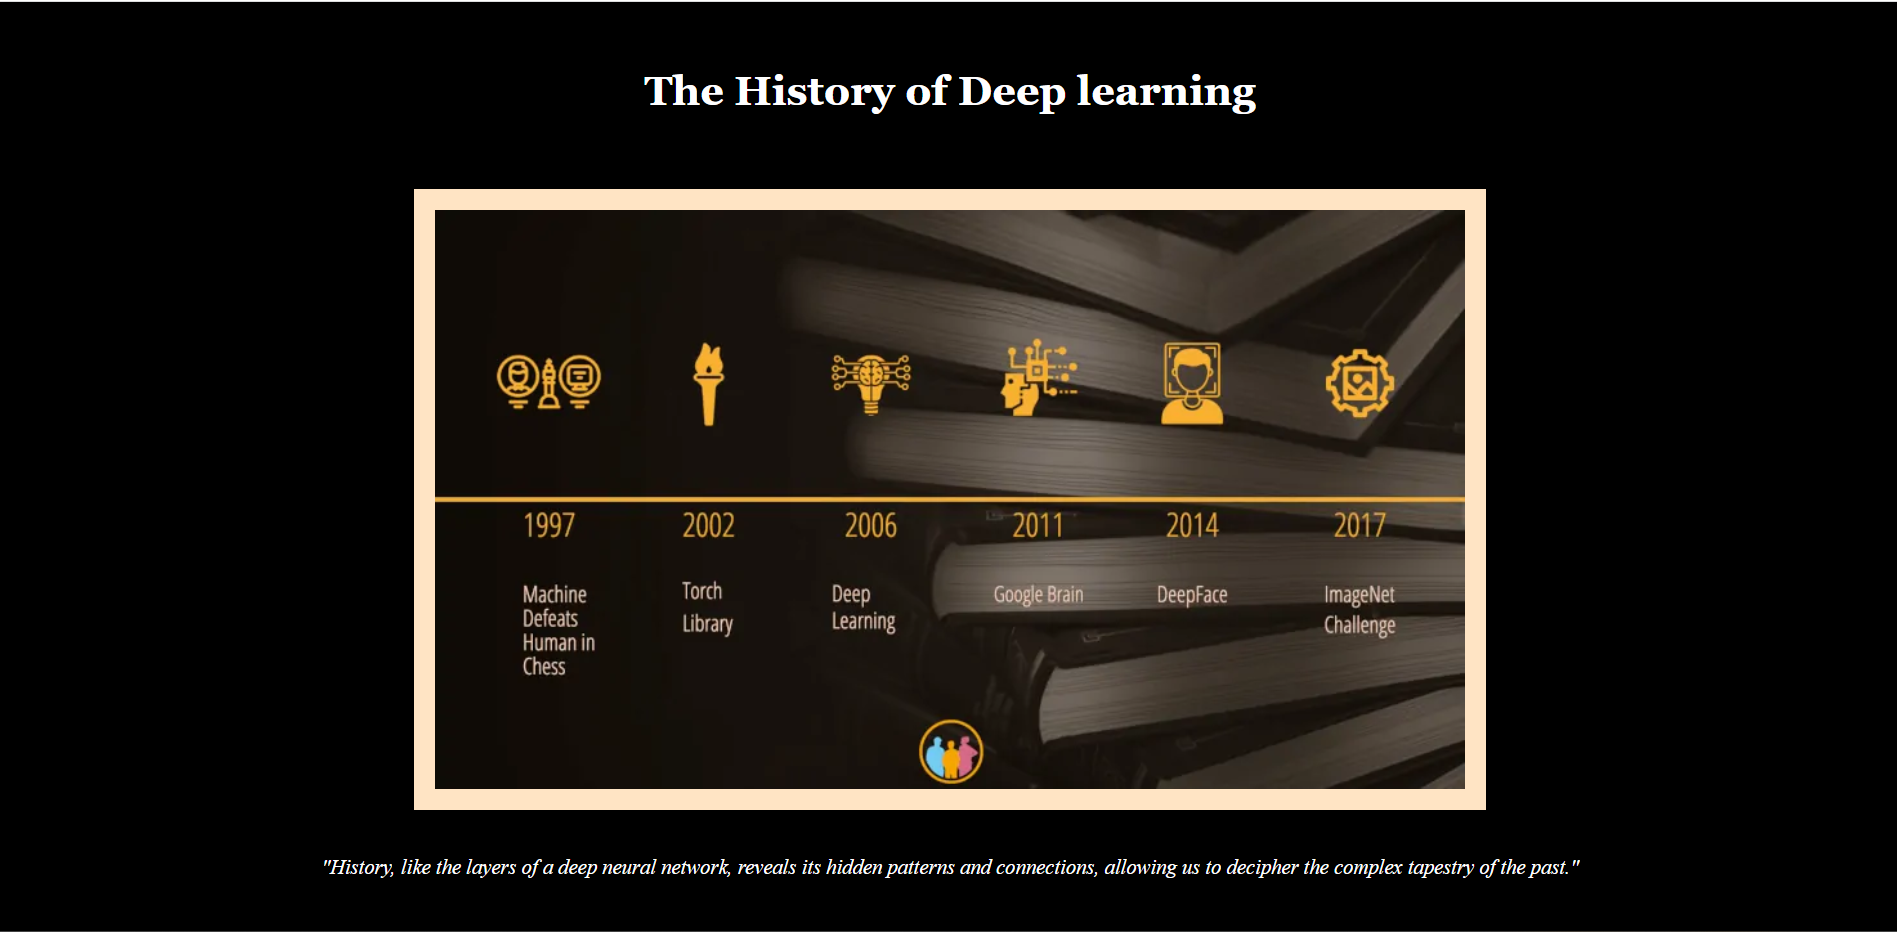 The History of Deep learning
1997
2002
2006
2011
2014
2017
Machine
Defeats
Human in
Chess
Torch
Library
Deep
Learning
Google Brain
DeepFace
ImageNet
Challenge
"History, like the layers of a deep neural network, reveals its hidden patterns and connections, allowing us to decipher the complex tapestry of the past."